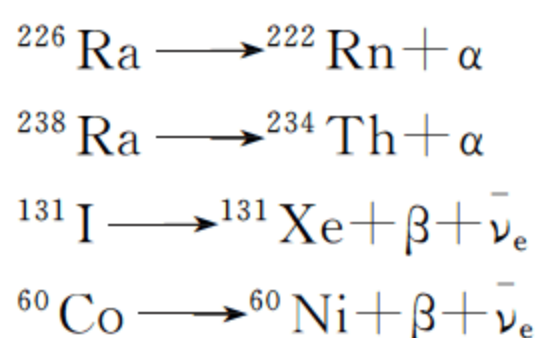 ²²⁶Ra ⟶ ²²²Rn+α
²³⁸Ra ⟶ ²³⁴Th+α
¹³¹I ⟶ ¹³¹Xe+β+ν̄ₑ
⁶⁰Co ⟶ ⁶⁰Ni+β+ν̄ₑ